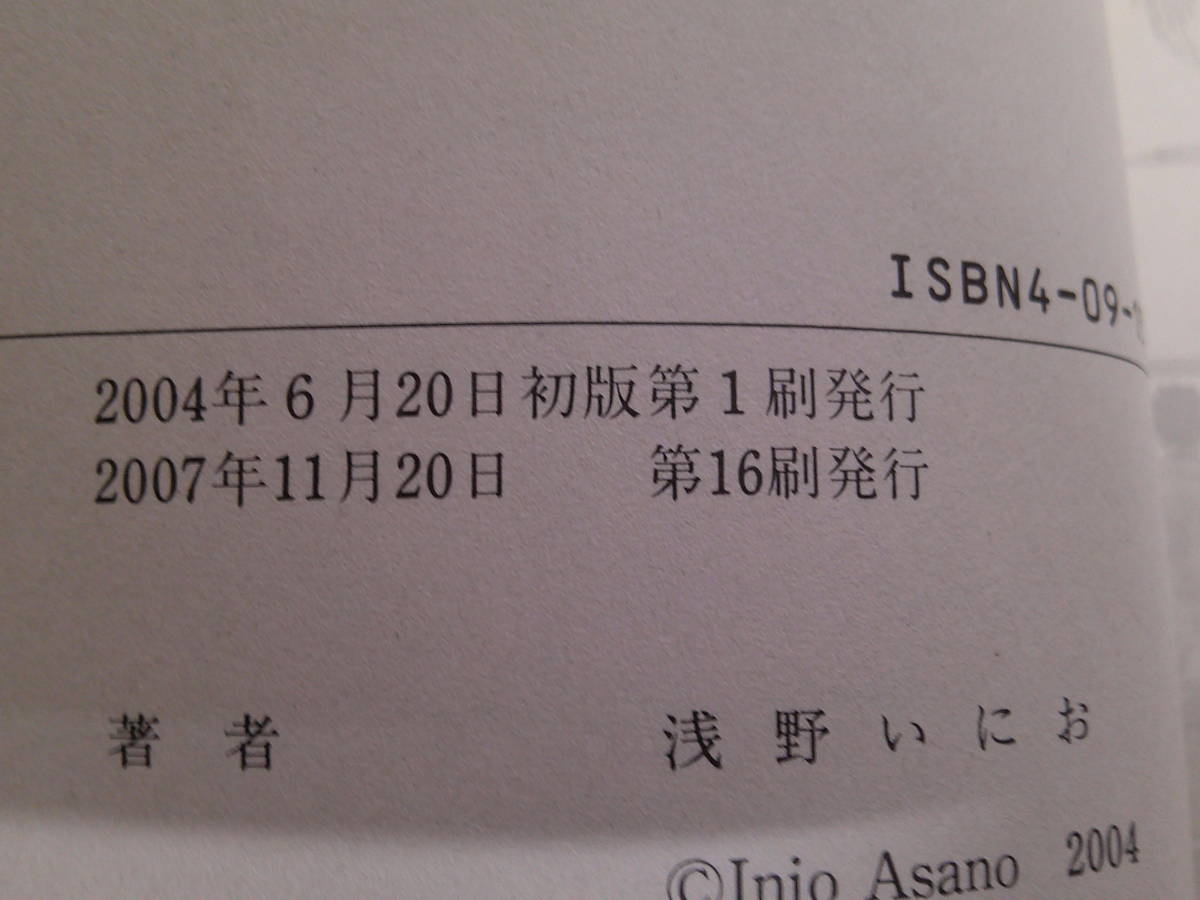 ISBN4-09-
2004年6月20日初版第1刷発行
2007年11月20日 第16刷発行
著者 浅野いにお
©Inio Asano 2004